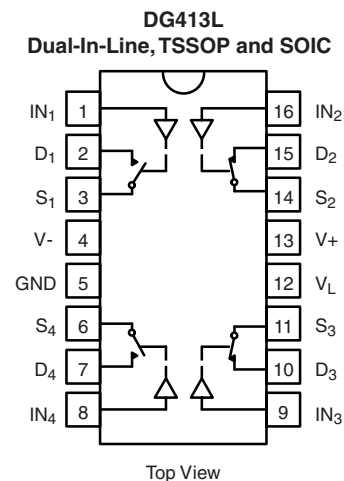 DG413L
Dual-In-Line, TSSOP and SOIC
IN1 1 16 IN2
D1 2 15 D2
S1 3 14 S2
V- 4 13 V+
GND 5 12 VL
S4 6 11 S3
D4 7 10 D3
IN4 8 9 IN3
Top View